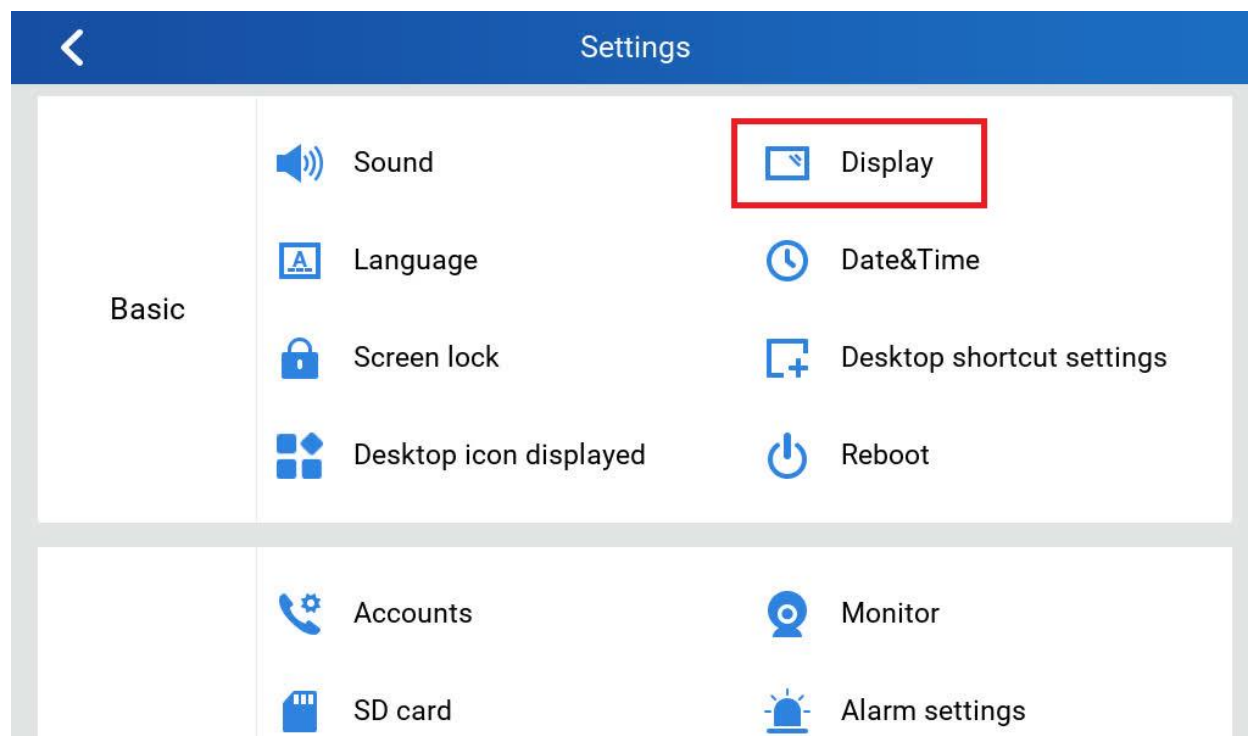 Settings
Sound
Display
Language
Date&Time
Basic
Screen lock
Desktop shortcut settings
Desktop icon displayed
Reboot
Accounts
Monitor
SD card
Alarm settings